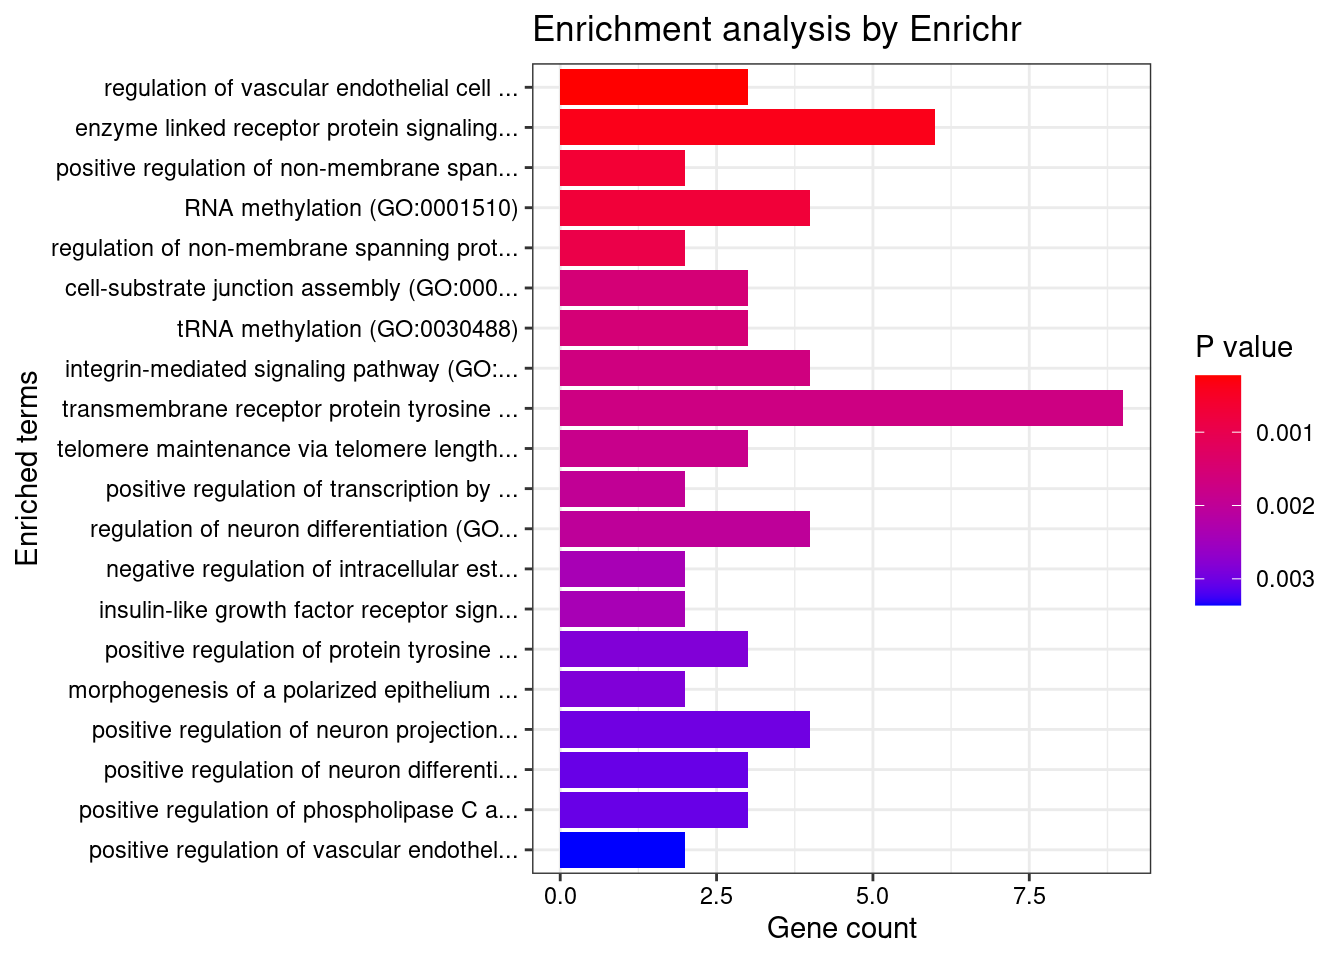 Enrichment analysis by Enrichr
regulation of vascular endothelial cell ...
enzyme linked receptor protein signaling...
positive regulation of non-membrane span...
RNA methylation (GO:0001510)
regulation of non-membrane spanning prot...
cell-substrate junction assembly (GO:000...
tRNA methylation (GO:0030488)
integrin-mediated signaling pathway (GO:...
transmembrane receptor protein tyrosine ...
telomere maintenance via telomere length...
positive regulation of transcription by ...
regulation of neuron differentiation (GO...
negative regulation of intracellular est...
insulin-like growth factor receptor sign...
positive regulation of protein tyrosine ...
morphogenesis of a polarized epithelium ...
positive regulation of neuron projection...
positive regulation of neuron differenti...
positive regulation of phospholipase C a...
positive regulation of vascular endothel...
Enriched terms
0.0 2.5 5.0 7.5
Gene count
P value
0.001
0.002
0.003